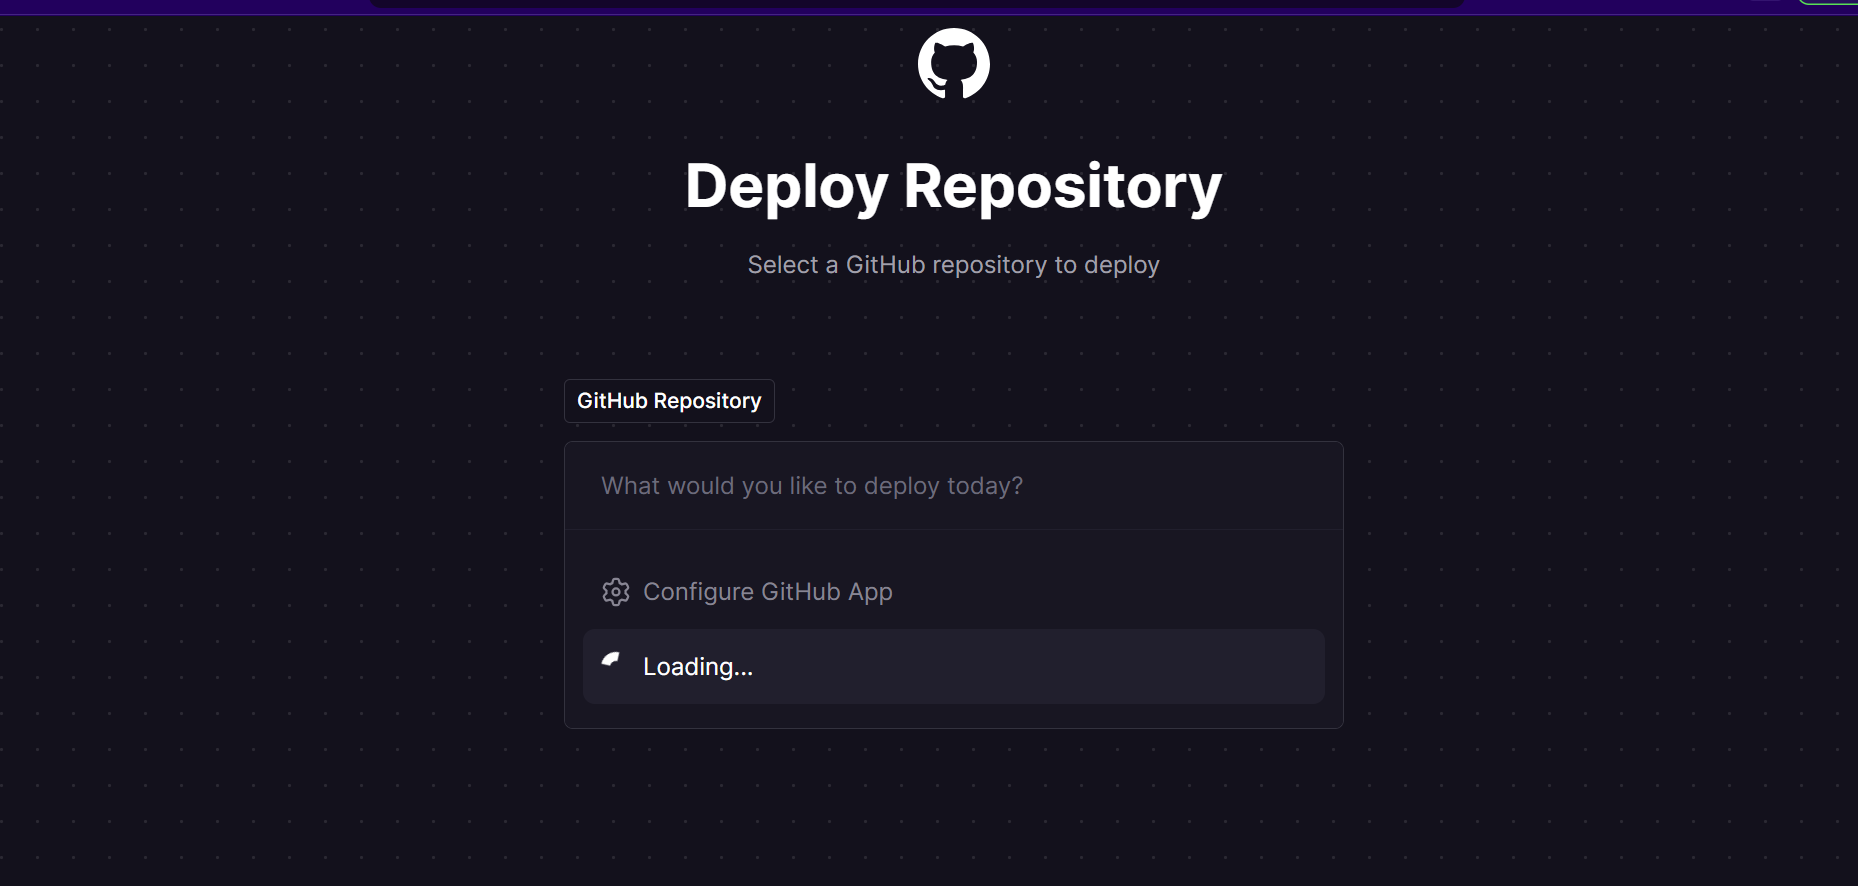 Deploy Repository
Select a GitHub repository to deploy
GitHub Repository
What would you like to deploy today?
Configure GitHub App
Loading...